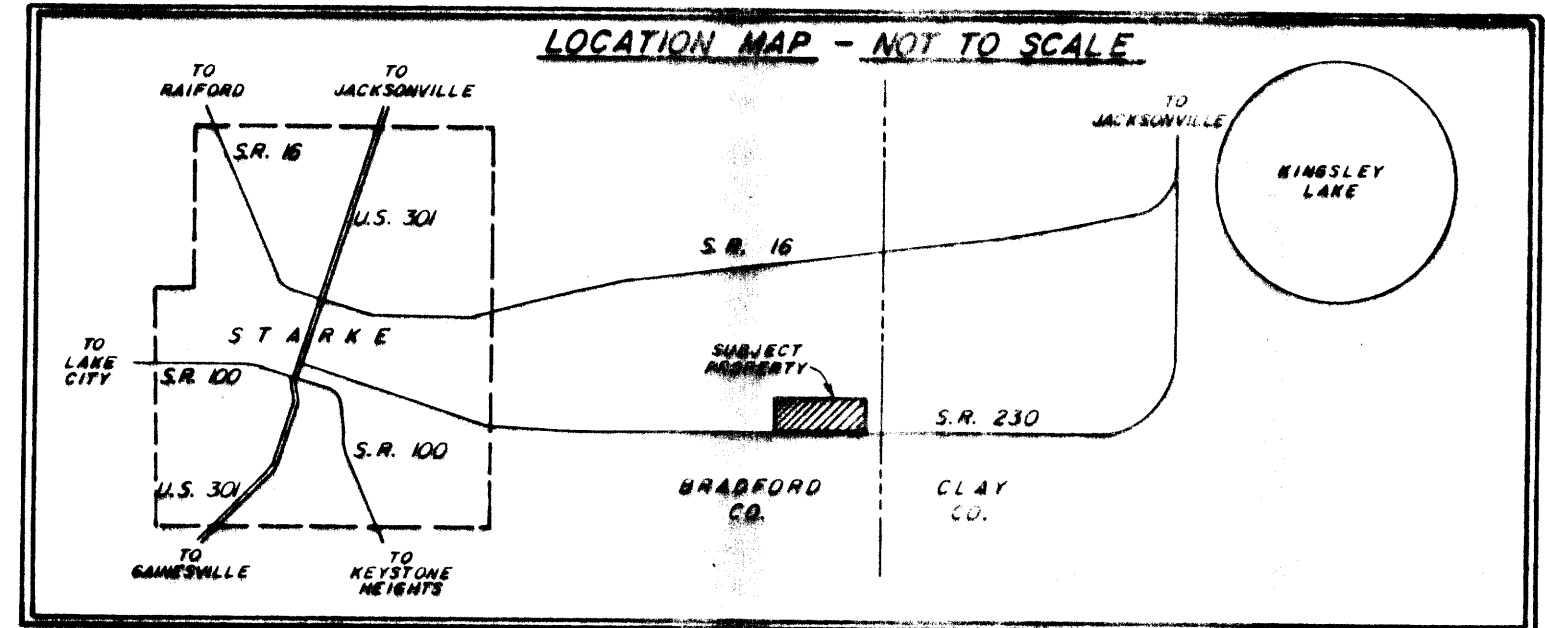 LOCATION MAP - NOT TO SCALE
TO
RAIFORD
TO
JACKSONVILLE
TO
JACKSONVILLE
KINGSLEY
LAKE
S.R. 16
U.S. 301
S.R. 16
STARKE
TO
LAKE
CITY
S.R. 100
SUBJECT
PROPERTY
S.R. 230
S.R. 100
U.S. 301
BRADFORD
CO.
CLAY
CO.
TO
GAINESVILLE
TO
KEYSTONE
HEIGHTS